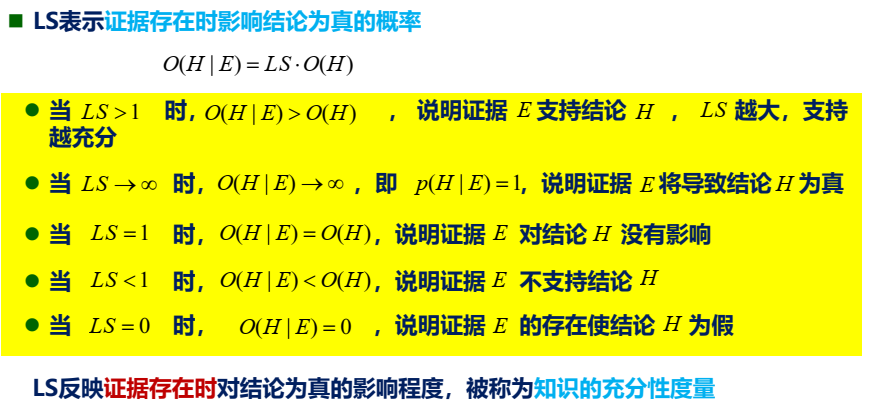 ■ LS表示证据存在时影响结论为真的概率
O(H | E) = LS · O(H)
● 当 LS > 1 时, O(H | E) > O(H) ， 说明证据 E 支持结论 H ， LS 越大，支持
越充分
● 当 LS → ∞ 时，O(H | E) → ∞ ，即 p(H | E) = 1, 说明证据 E 将导致结论 H 为真
● 当 LS = 1 时，O(H | E) = O(H)，说明证据 E 对结论 H 没有影响
● 当 LS < 1 时，O(H | E) < O(H)，说明证据 E 不支持结论 H
● 当 LS = 0 时， O(H | E) = 0 ，说明证据 E 的存在使结论 H 为假
LS反映证据存在时对结论为真的影响程度，被称为知识的充分性度量